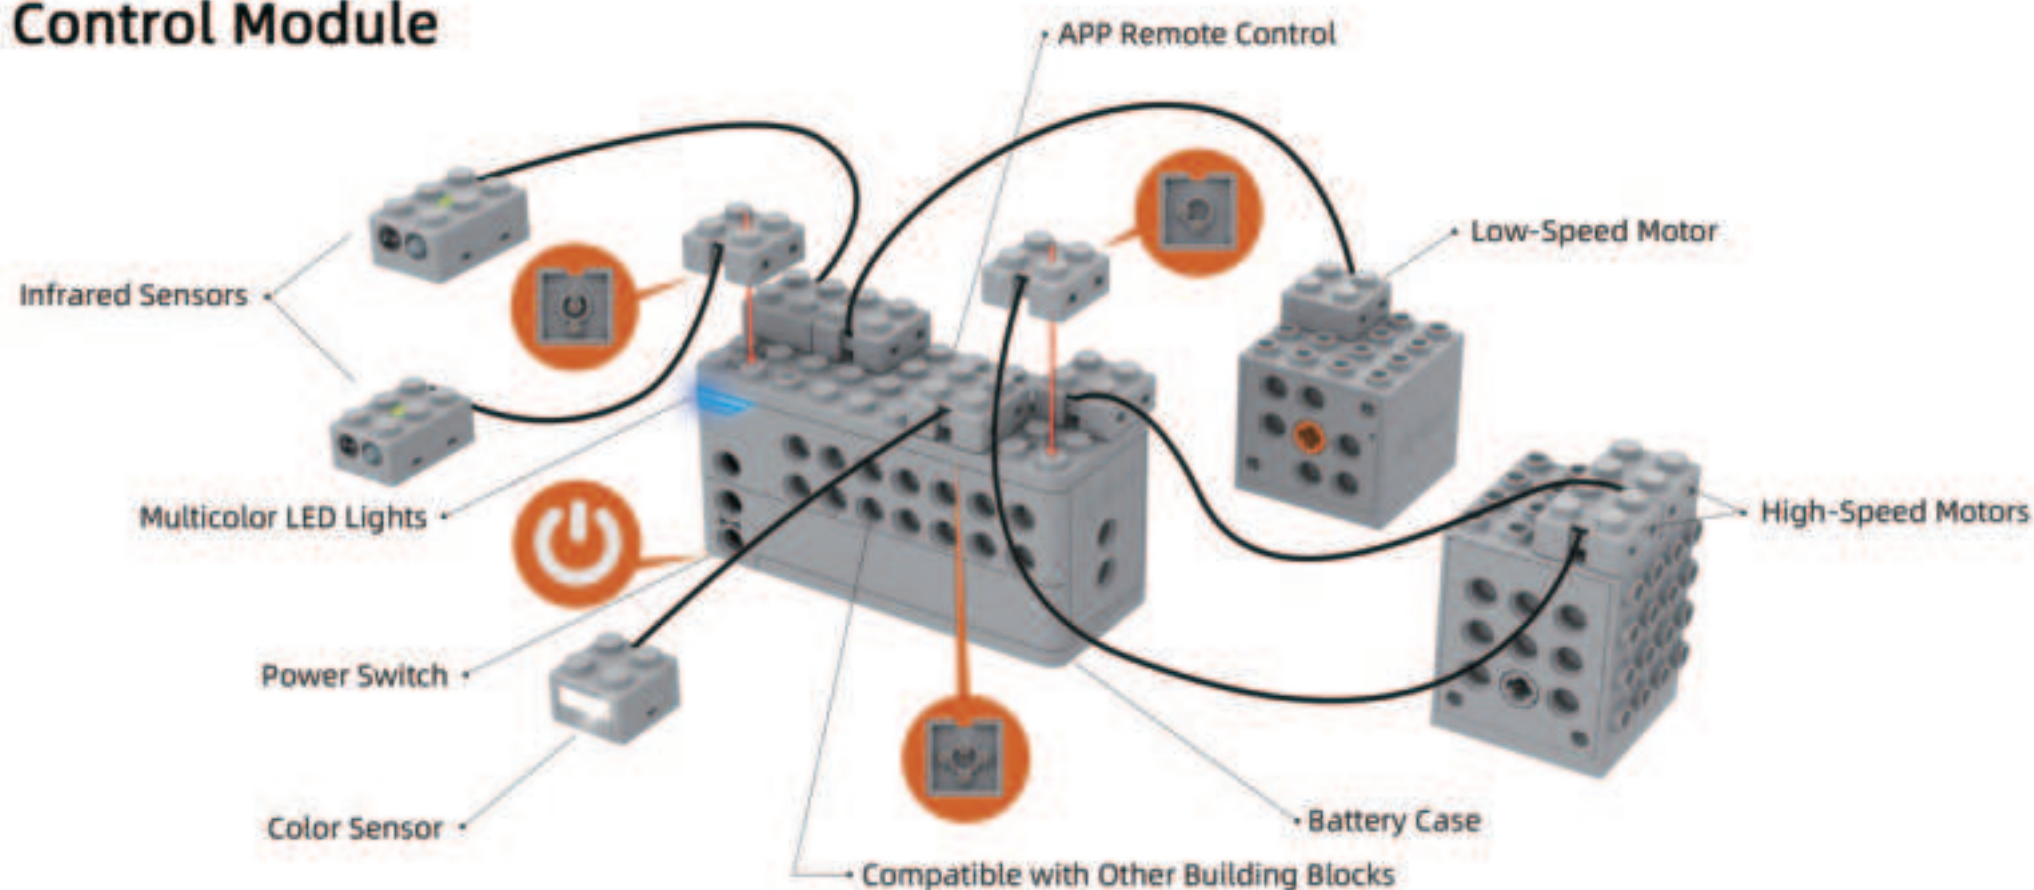 Control Module
APP Remote Control
Low-Speed Motor
Infrared Sensors
Multicolor LED Lights
High-Speed Motors
Power Switch
Color Sensor
Battery Case
Compatible with Other Building Blocks